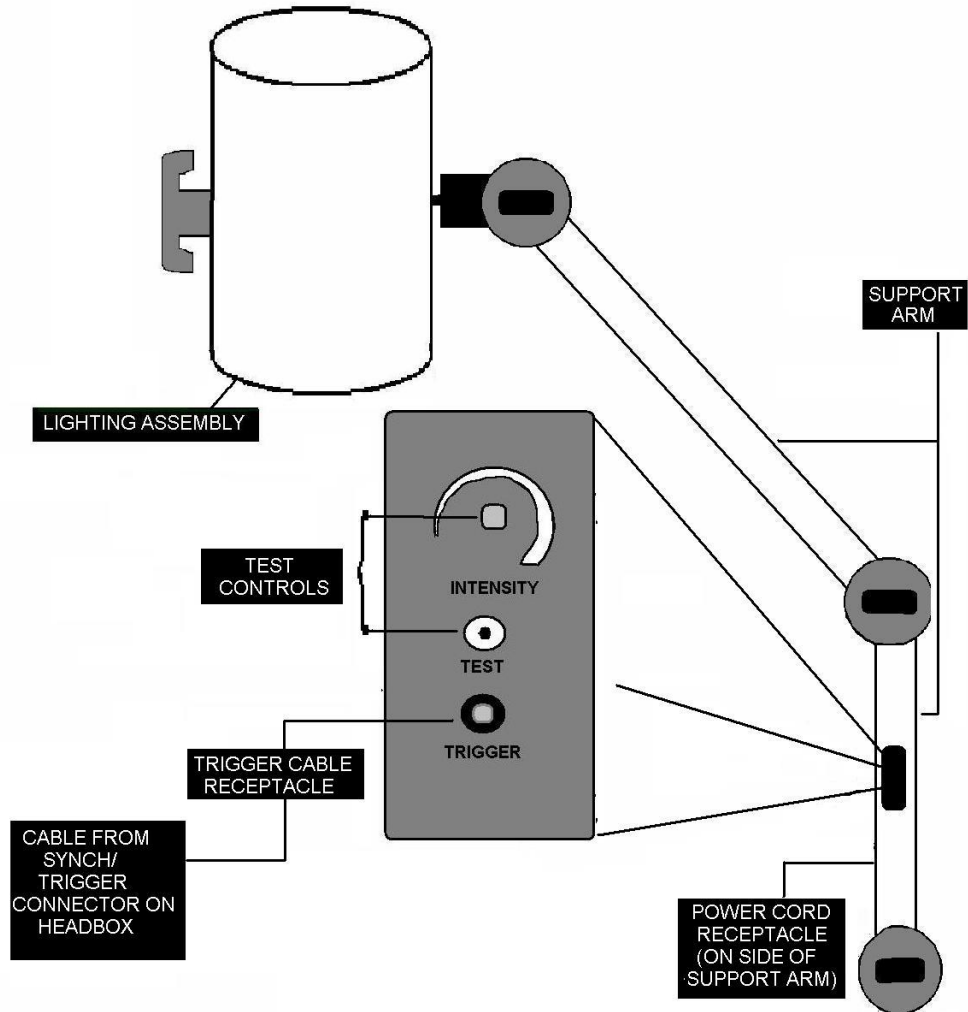 SUPPORT
ARM
LIGHTING ASSEMBLY
TEST
CONTROLS
INTENSITY
TEST
TRIGGER
TRIGGER CABLE
RECEPTACLE
CABLE FROM
SYNCH/
TRIGGER
CONNECTOR ON
HEADBOX
POWER CORD
RECEPTACLE
(ON SIDE OF
SUPPORT ARM)